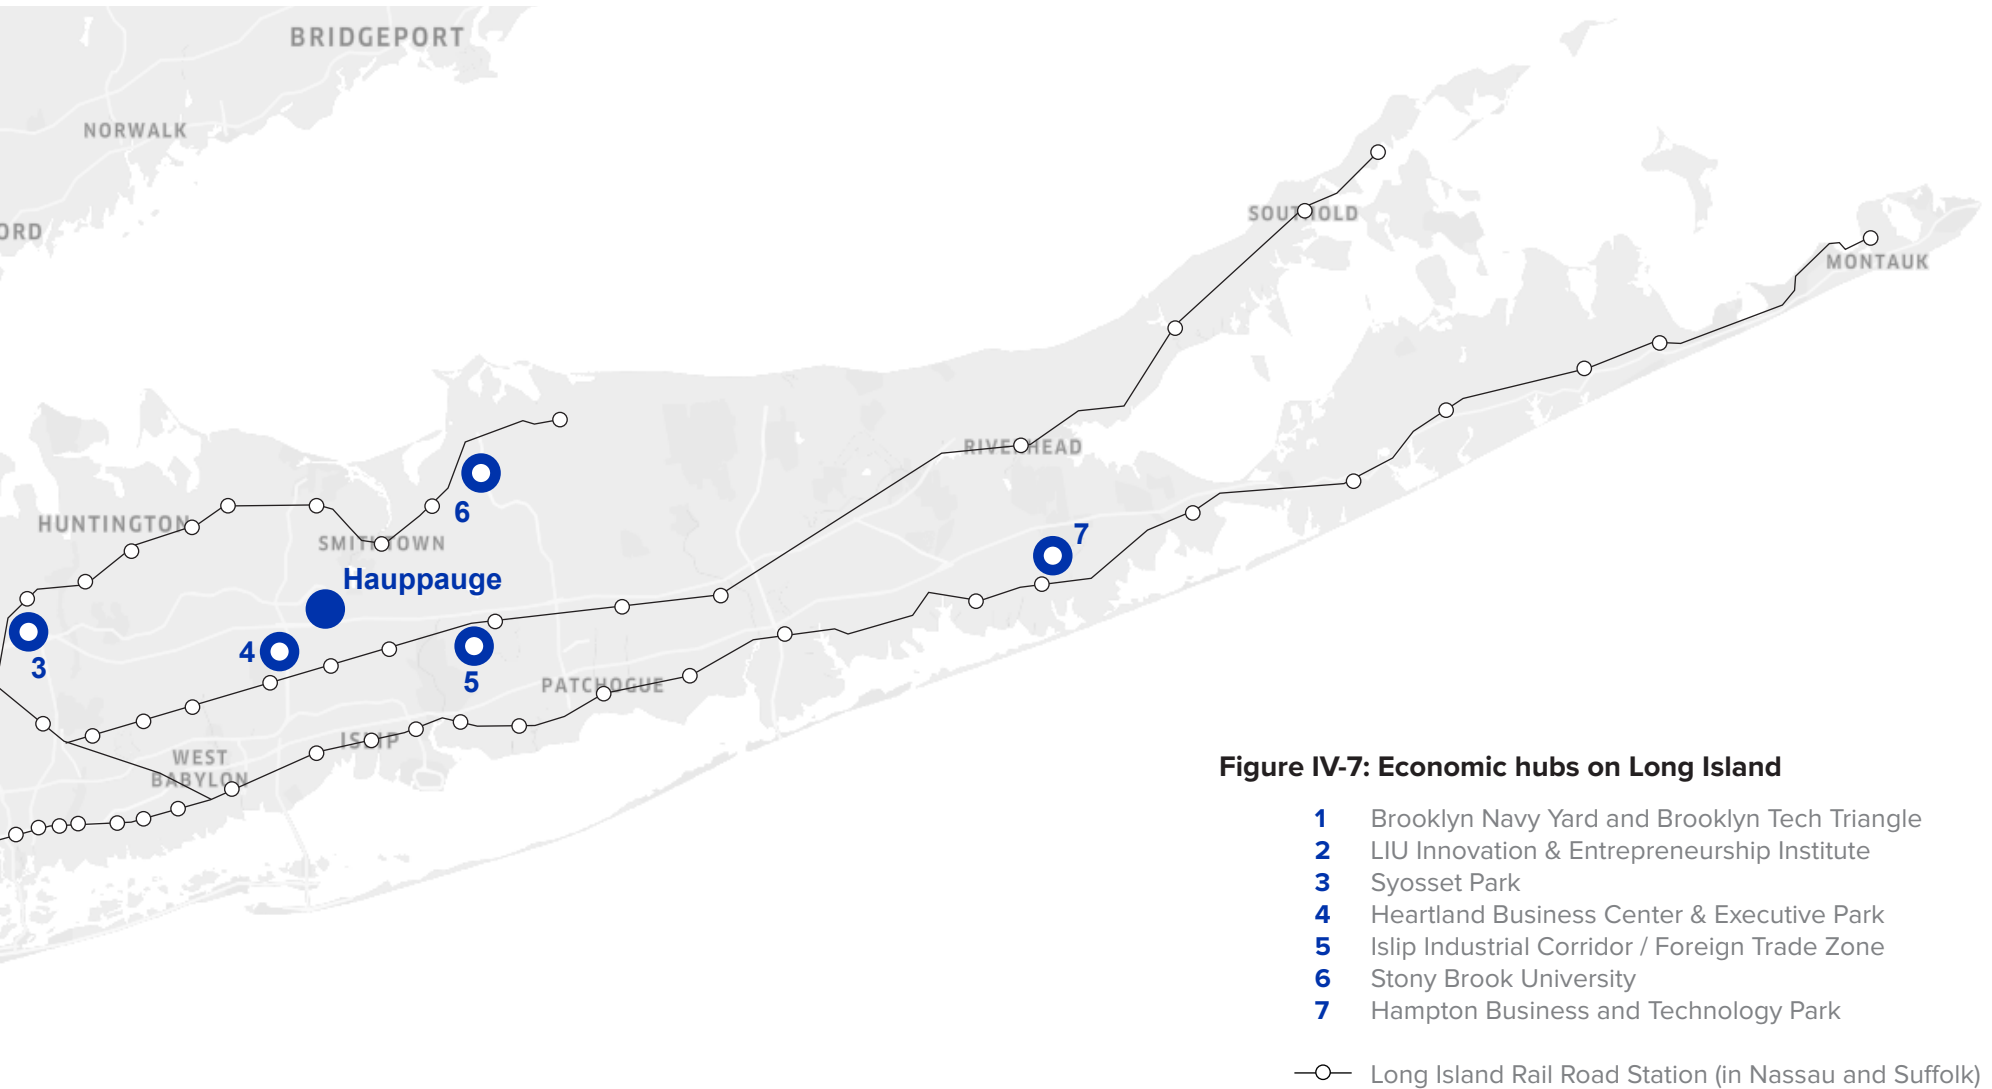 BRIDGEPORT
NORWALK
ORD
SOUTHOLD
MONTAUK
RIVERHEAD
6
HUNTINGTON
7
SMITHTOWN
Hauppauge
4
3
5
PATCHOGUE
ISLIP
WEST
BABYLON
Figure IV-7: Economic hubs on Long Island
1 Brooklyn Navy Yard and Brooklyn Tech Triangle
2 LIU Innovation & Entrepreneurship Institute
3 Syosset Park
4 Heartland Business Center & Executive Park
5 Islip Industrial Corridor / Foreign Trade Zone
6 Stony Brook University
7 Hampton Business and Technology Park
Long Island Rail Road Station (in Nassau and Suffolk)